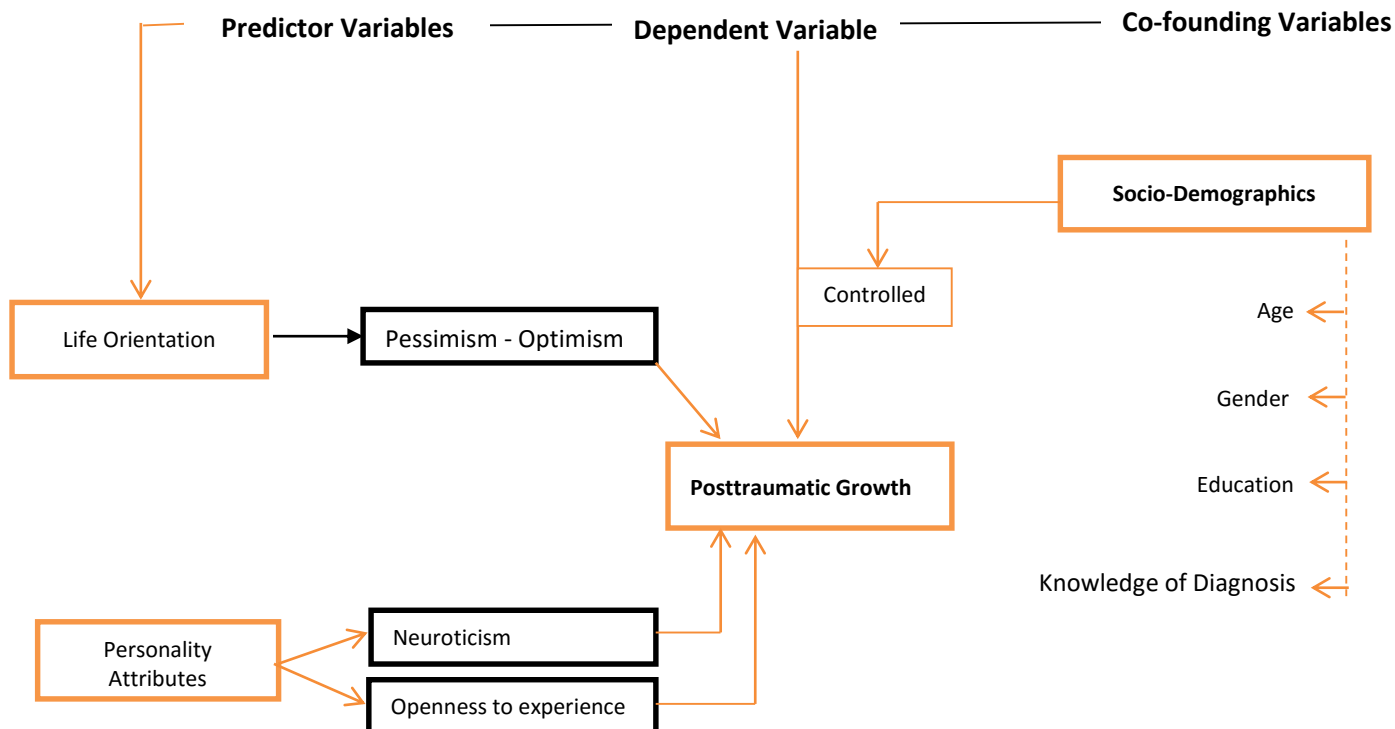 Predictor Variables
Dependent Variable
Co-founding Variables
Socio-Demographics
Controlled
Age
Life Orientation
Pessimism - Optimism
Gender
Posttraumatic Growth
Education
Knowledge of Diagnosis
Personality
Attributes
Neuroticism
Openness to experience